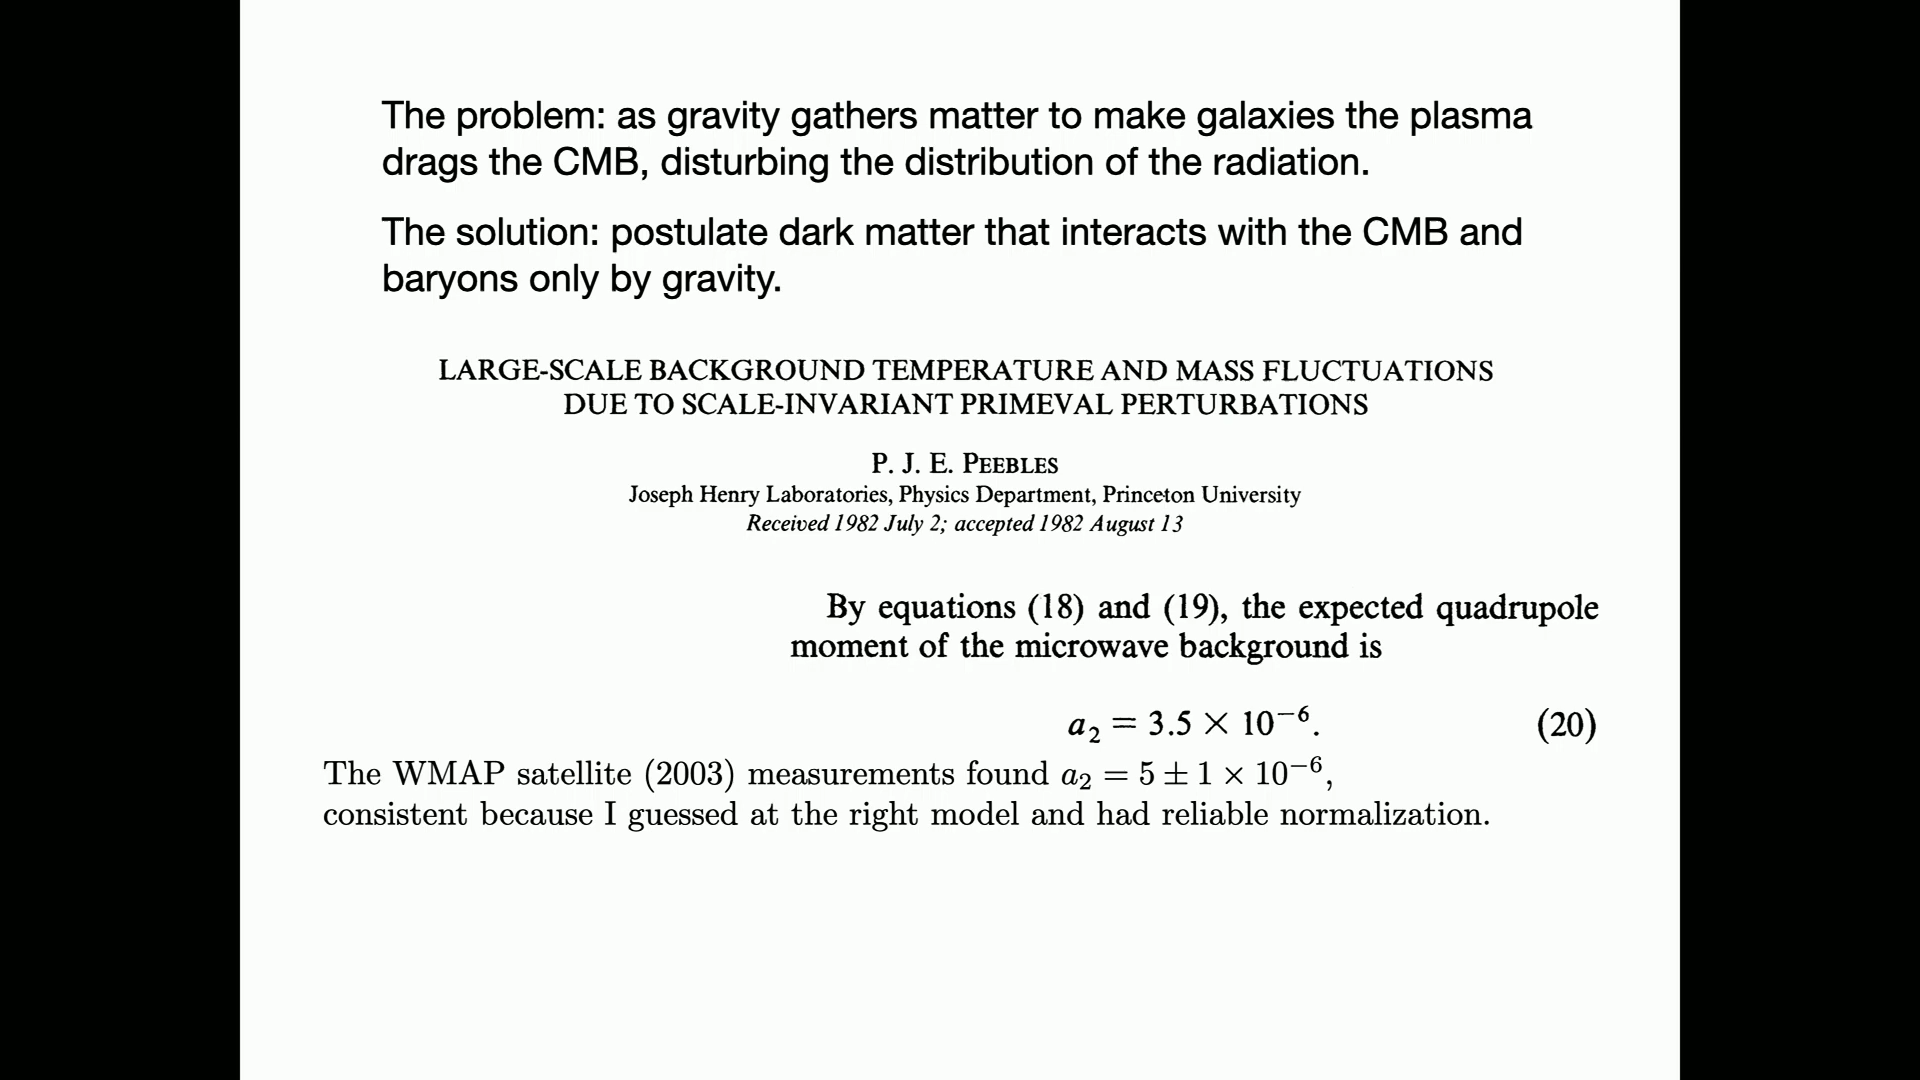 The problem: as gravity gathers matter to make galaxies the plasma
drags the CMB, disturbing the distribution of the radiation.
The solution: postulate dark matter that interacts with the CMB and
baryons only by gravity.
LARGE-SCALE BACKGROUND TEMPERATURE AND MASS FLUCTUATIONS
DUE TO SCALE-INVARIANT PRIMEVAL PERTURBATIONS
P. J. E. PEEBLES
Joseph Henry Laboratories, Physics Department, Princeton University
Received 1982 July 2; accepted 1982 August 13
By equations (18) and (19), the expected quadrupole
moment of the microwave background is
a₂ = 3.5 × 10⁻⁶. (20)
The WMAP satellite (2003) measurements found a₂ = 5 ± 1 × 10⁻⁶,
consistent because I guessed at the right model and had reliable normalization.